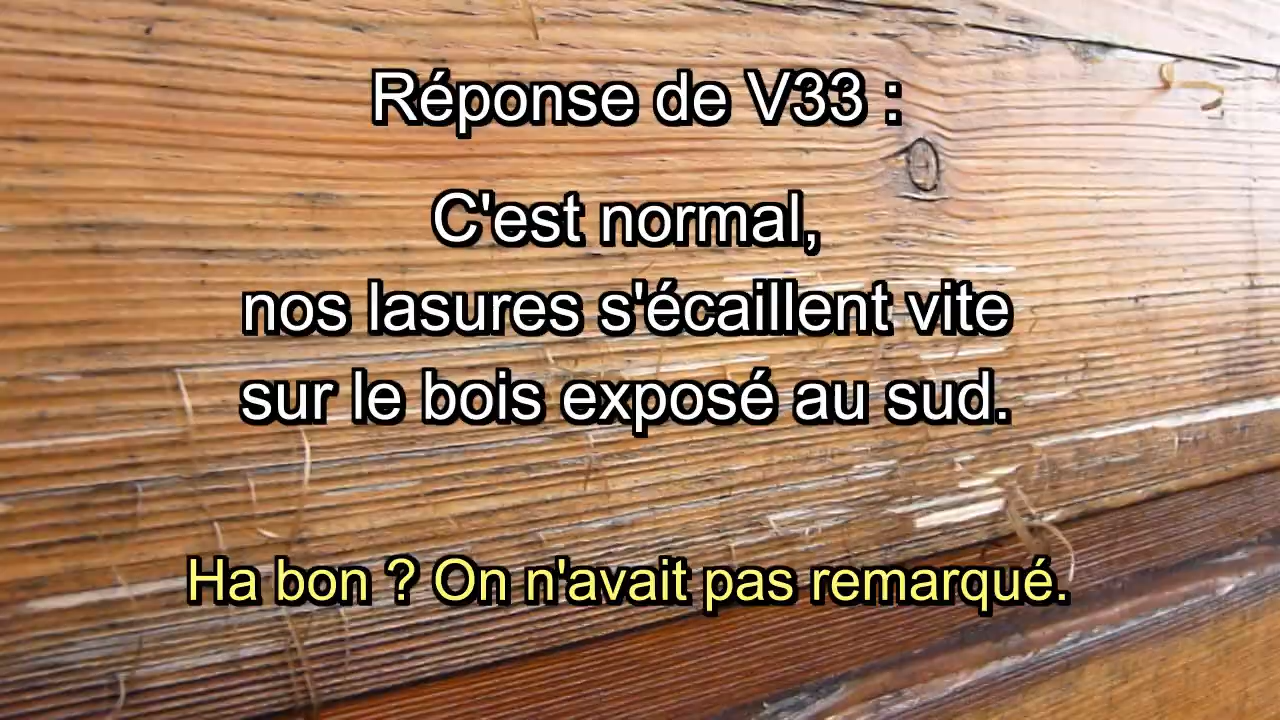 Réponse de V33 :
C'est normal,
nos lasures s'écaillent vite
sur le bois exposé au sud.
Ha bon ? On n'avait pas remarqué.